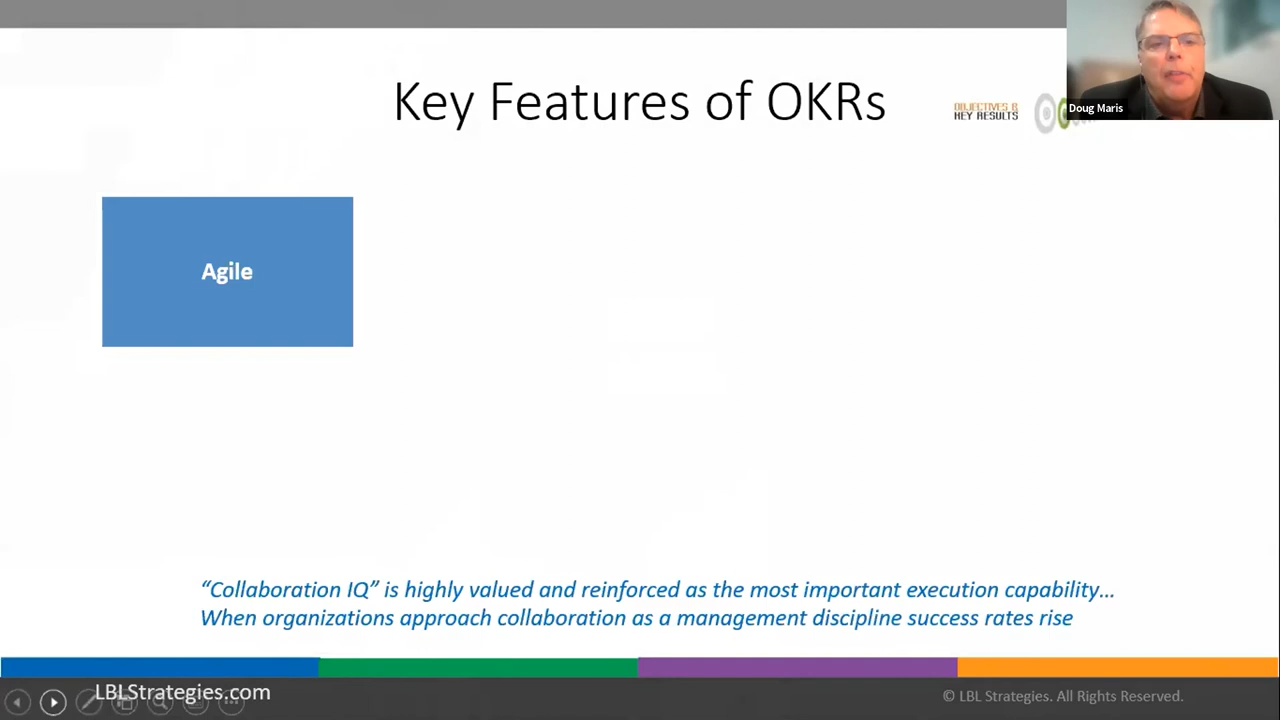 Key Features of OKRs
OBJECTIVES &
KEY RESULTS
Doug Maris
Agile
“Collaboration IQ” is highly valued and reinforced as the most important execution capability...
When organizations approach collaboration as a management discipline success rates rise
LBLStrategies.com
© LBL Strategies. All Rights Reserved.